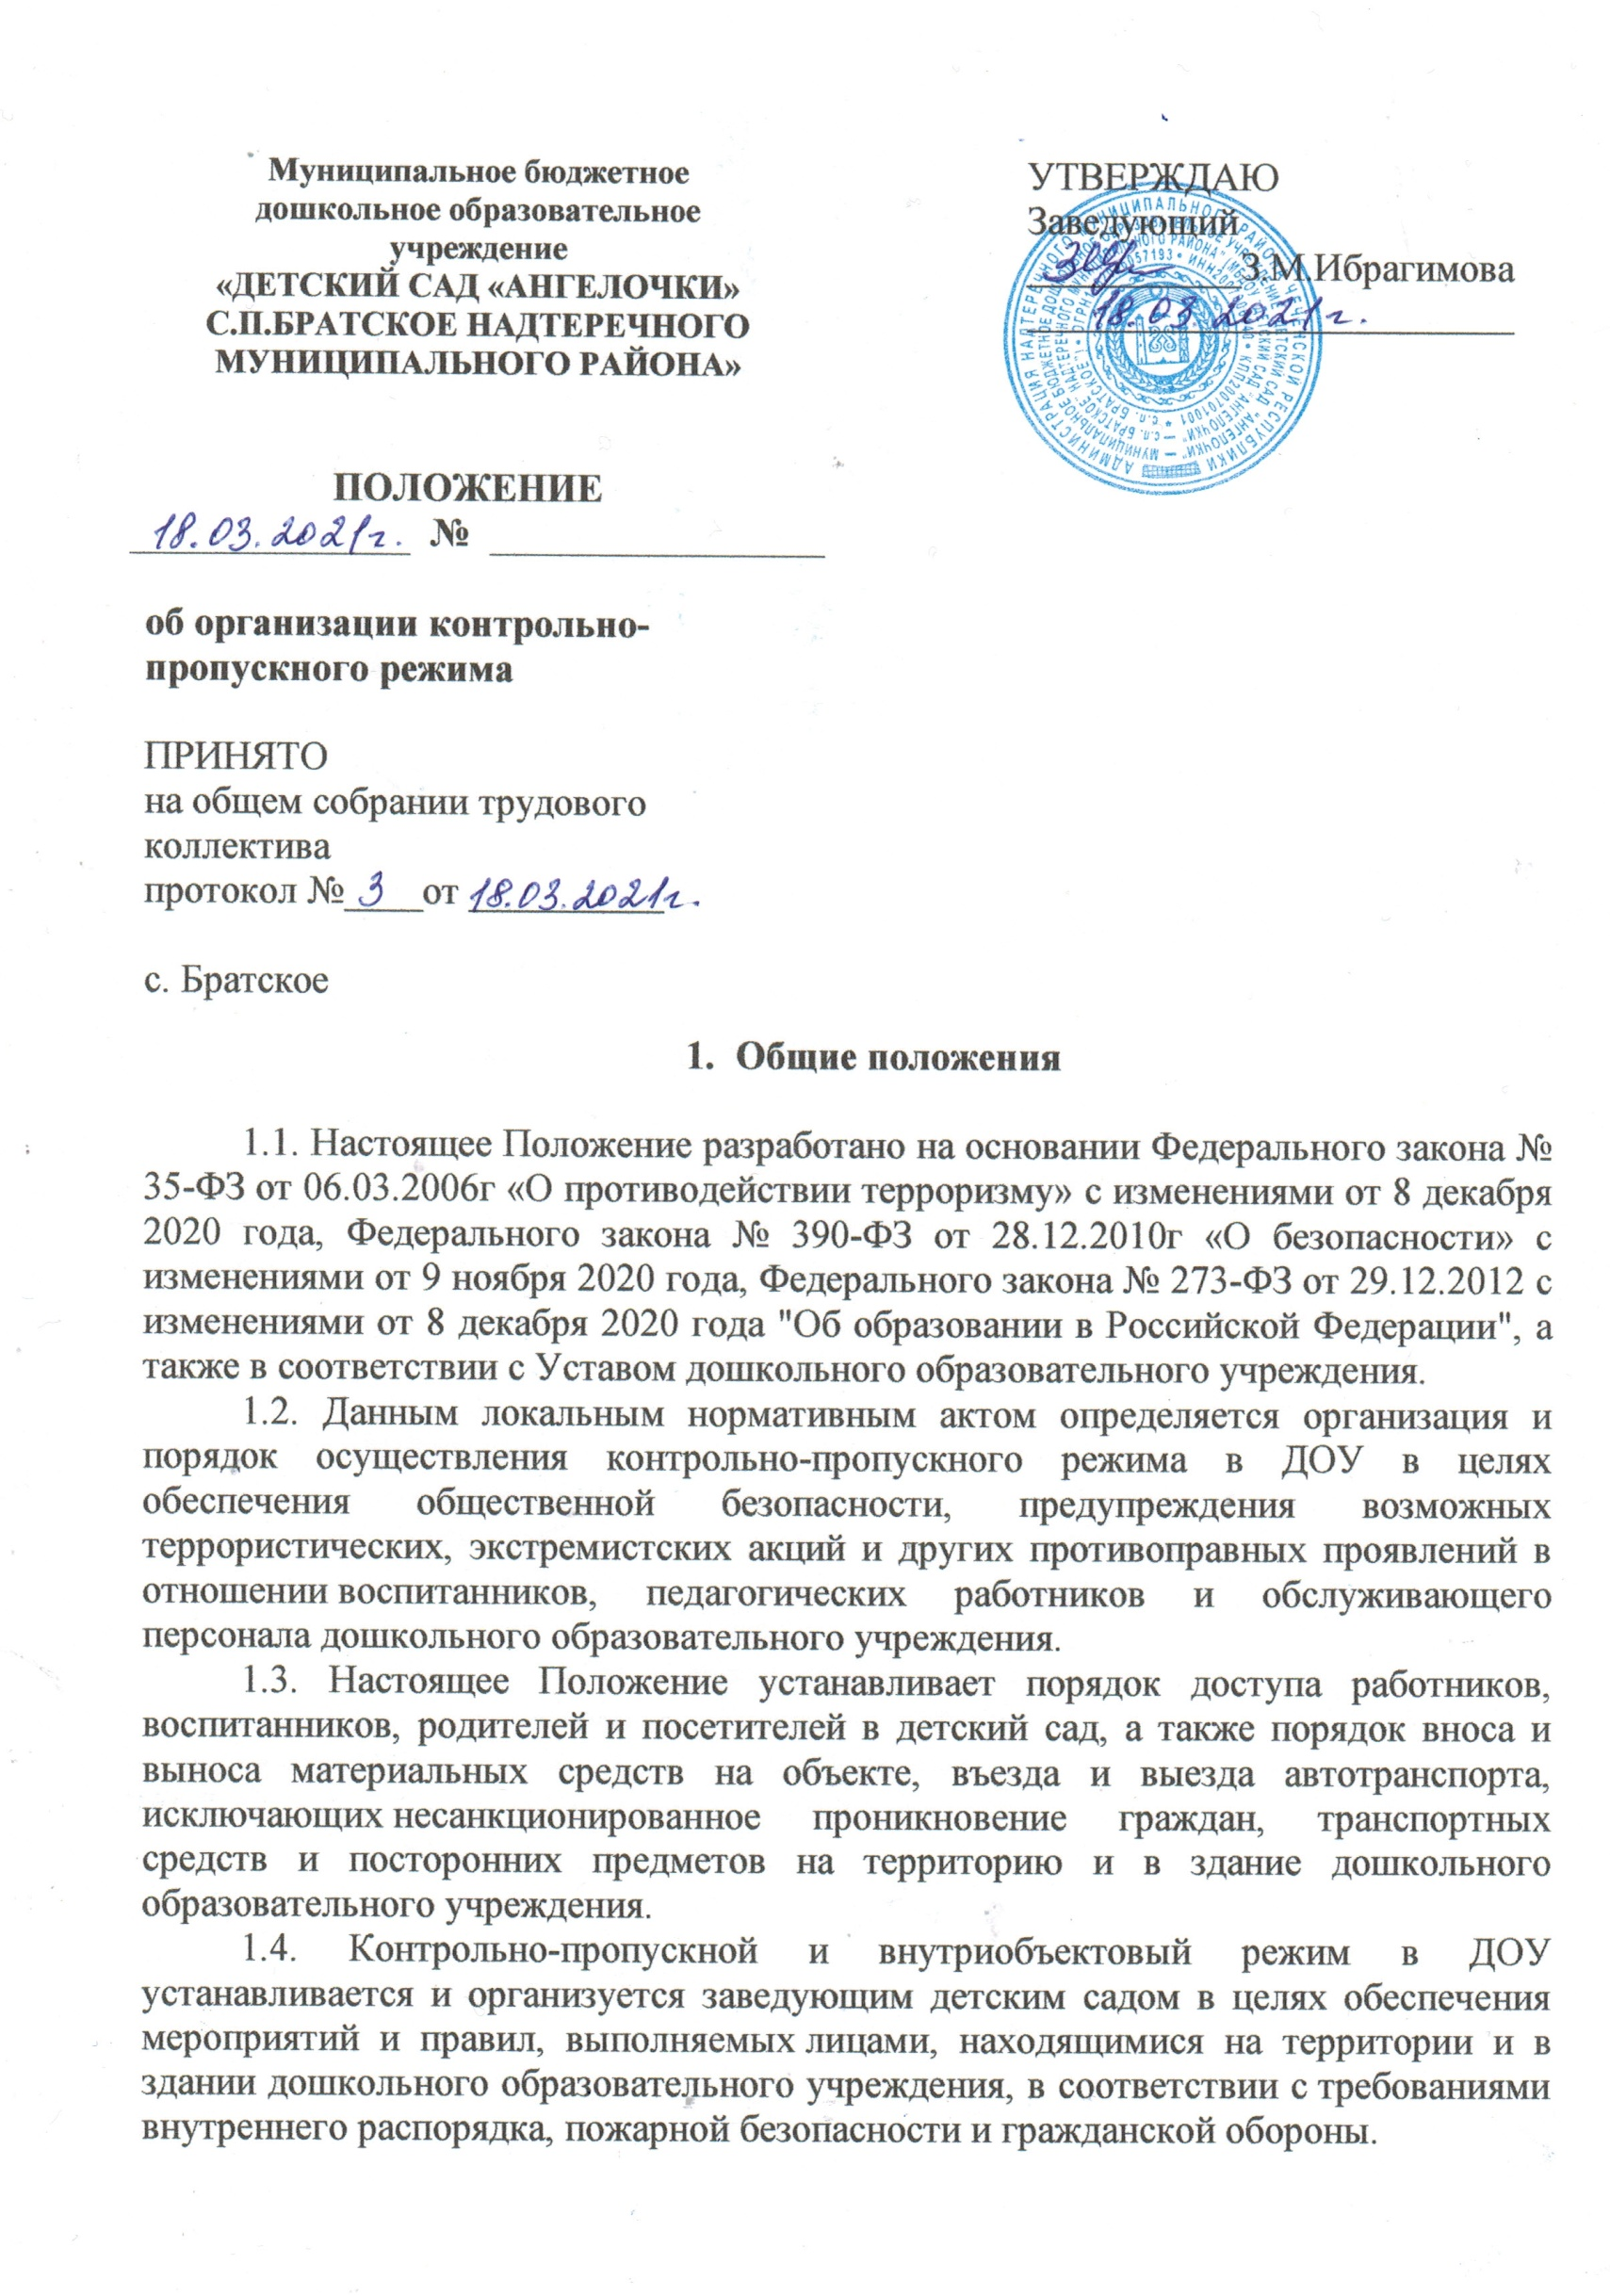 Муниципальное бюджетное
дошкольное образовательное
учреждение
«ДЕТСКИЙ САД «АНГЕЛОЧКИ»
С.П.БРАТСКОЕ НАДТЕРЕЧНОГО
МУНИЦИПАЛЬНОГО РАЙОНА»
УТВЕРЖДАЮ
Заведующий
З.М.Ибрагимова
18.03.2021г.
АДМИНИСТРАЦИЯ НАДТЕРЕЧНОГО МУНИЦИПАЛЬНОГО РАЙОНА ЧЕЧЕНСКОЙ РЕСПУБЛИКИ
ПОЛОЖЕНИЕ
18.03.2021г. №
об организации контрольно-
пропускного режима
ПРИНЯТО
на общем собрании трудового
коллектива
протокол № 3 от 18.03.2021г.
с. Братское
1. Общие положения
1.1. Настоящее Положение разработано на основании Федерального закона №
35-ФЗ от 06.03.2006г «О противодействии терроризму» с изменениями от 8 декабря
2020 года, Федерального закона № 390-ФЗ от 28.12.2010г «О безопасности» с
изменениями от 9 ноября 2020 года, Федерального закона № 273-ФЗ от 29.12.2012 с
изменениями от 8 декабря 2020 года "Об образовании в Российской Федерации", а
также в соответствии с Уставом дошкольного образовательного учреждения.
1.2. Данным локальным нормативным актом определяется организация и
порядок осуществления контрольно-пропускного режима в ДОУ в целях
обеспечения общественной безопасности, предупреждения возможных
террористических, экстремистских акций и других противоправных проявлений в
отношении воспитанников, педагогических работников и обслуживающего
персонала дошкольного образовательного учреждения.
1.3. Настоящее Положение устанавливает порядок доступа работников,
воспитанников, родителей и посетителей в детский сад, а также порядок вноса и
выноса материальных средств на объекте, въезда и выезда автотранспорта,
исключающих несанкционированное проникновение граждан, транспортных
средств и посторонних предметов на территорию и в здание дошкольного
образовательного учреждения.
1.4. Контрольно-пропускной и внутриобъектовый режим в ДОУ
устанавливается и организуется заведующим детским садом в целях обеспечения
мероприятий и правил, выполняемых лицами, находящимися на территории и в
здании дошкольного образовательного учреждения, в соответствии с требованиями
внутреннего распорядка, пожарной безопасности и гражданской обороны.